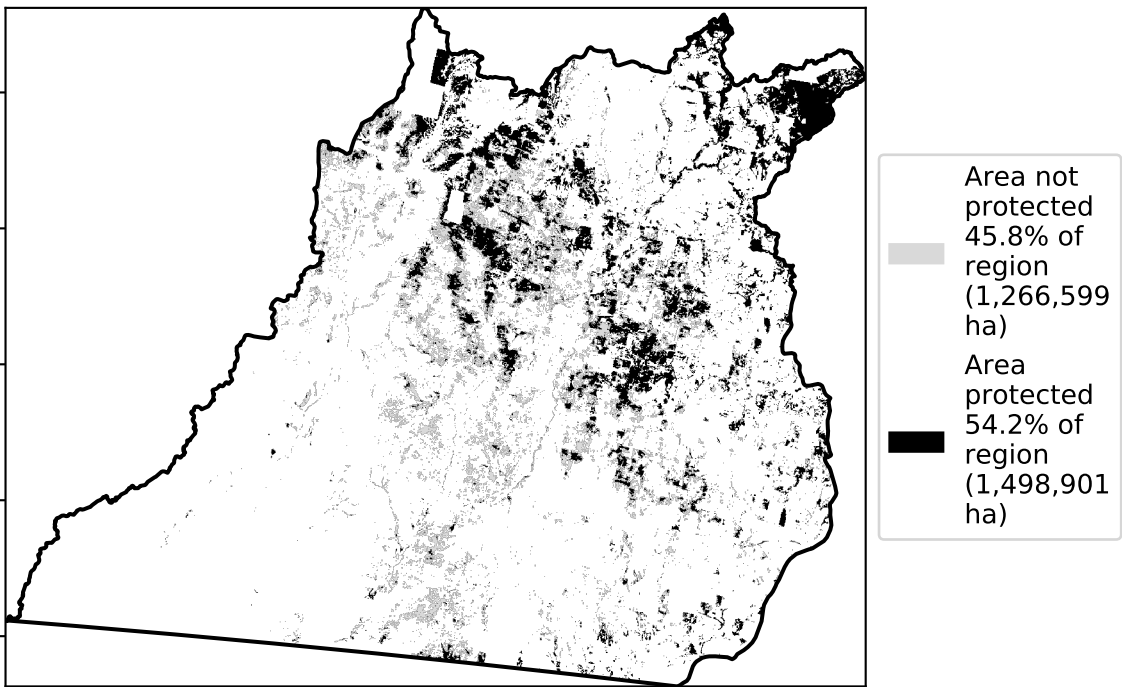 Area not
protected
45.8% of
region
(1,266,599
ha)
Area
protected
54.2% of
region
(1,498,901
ha)